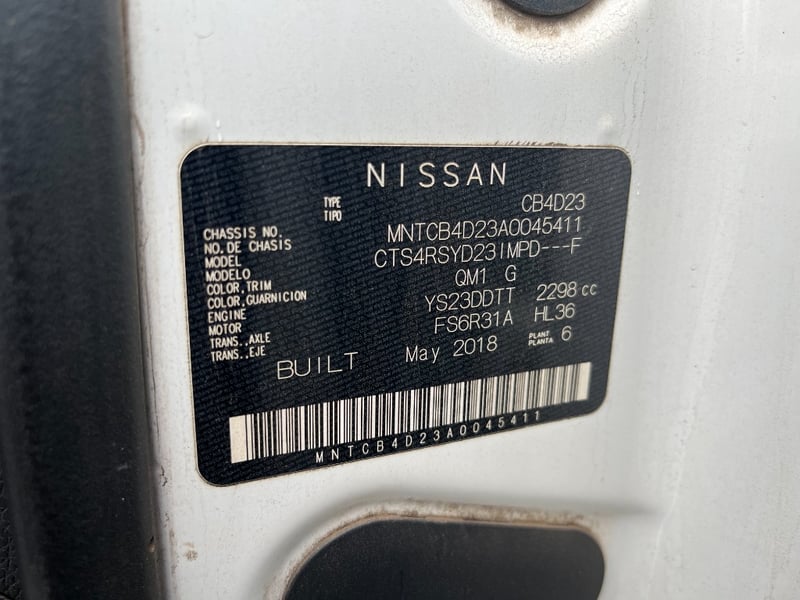 NISSAN
TYPE CB4D23
TIPO
CHASSIS NO. MNTCB4D23A0045411
NO. DE CHASIS
MODEL CTS4RSYD23IMPD---F
MODELO
COLOR, TRIM QM1 G
COLOR, GUARNICION
ENGINE YS23DDTT 2298 cc
MOTOR
TRANS., AXLE FS6R31A HL36
TRANS., EJE
BUILT May 2018 PLANT 6
PLANTA
MNTCB4D23A0045411